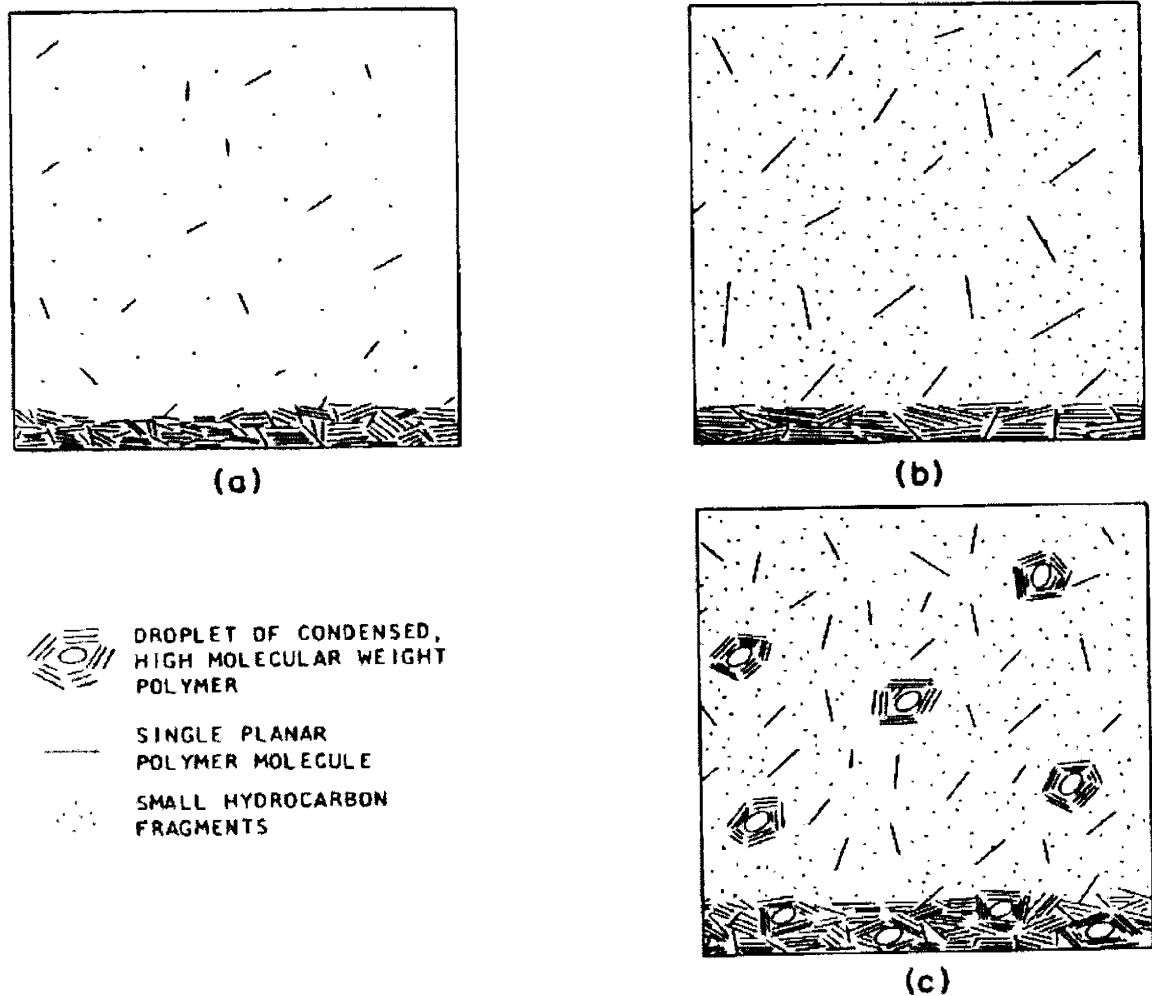 (a)
(b)
DROPLET OF CONDENSED,
HIGH MOLECULAR WEIGHT
POLYMER
SINGLE PLANAR
POLYMER MOLECULE
SMALL HYDROCARBON
FRAGMENTS
(c)